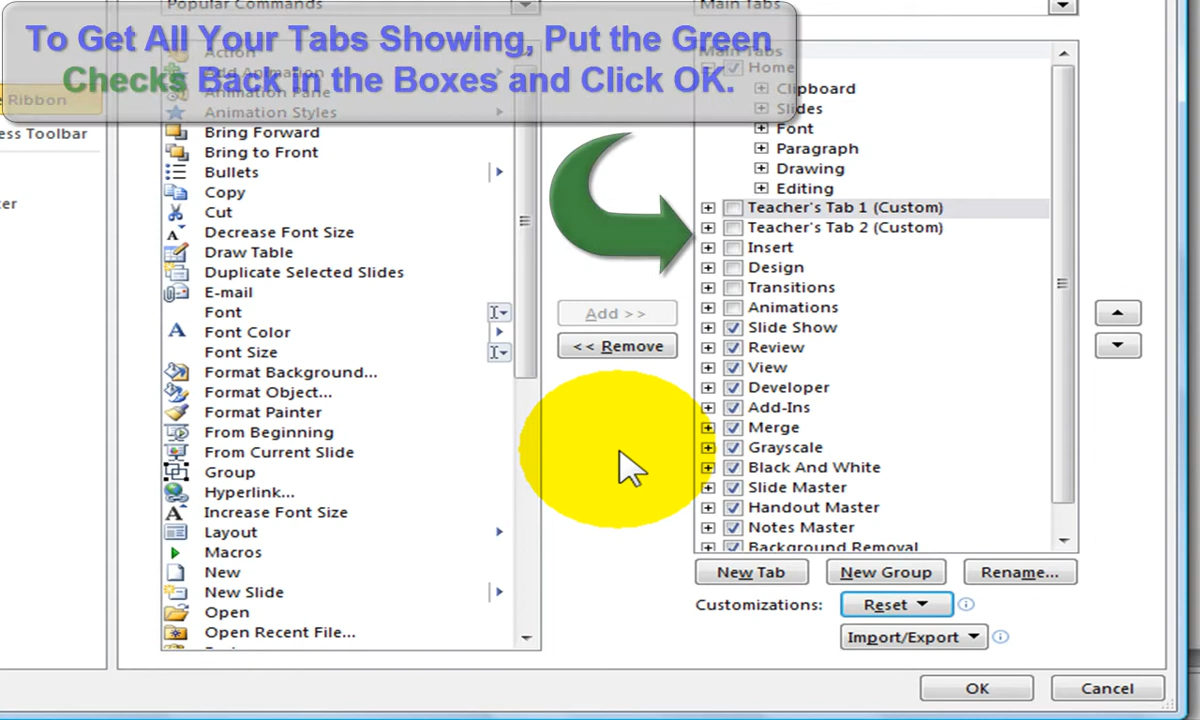 Popular Commands
Main Tabs
To Get All Your Tabs Showing, Put the Green
Checks Back in the Boxes and Click OK.
Ribbon
ess Toolbar
ter
Action
Add Animation
Animation Pane
Animation Styles
Bring Forward
Bring to Front
Bullets
Copy
Cut
Decrease Font Size
Draw Table
Duplicate Selected Slides
E-mail
Font
Font Color
Font Size
Format Background...
Format Object...
Format Painter
From Beginning
From Current Slide
Group
Hyperlink...
Increase Font Size
Layout
Macros
New
New Slide
Open
Open Recent File...
Add >>
<< Remove
Main Tabs
Home
Clipboard
Slides
Font
Paragraph
Drawing
Editing
Teacher's Tab 1 (Custom)
Teacher's Tab 2 (Custom)
Insert
Design
Transitions
Animations
Slide Show
Review
View
Developer
Add-Ins
Merge
Grayscale
Black And White
Slide Master
Handout Master
Notes Master
Background Removal
New Tab
New Group
Rename...
Customizations:
Reset
Import/Export
OK
Cancel